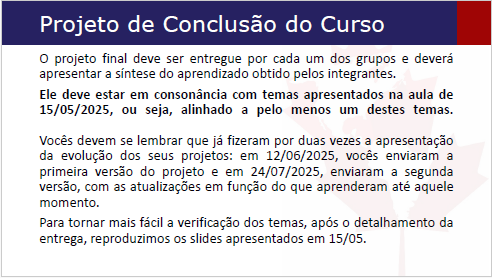 Projeto de Conclusão do Curso
O projeto final deve ser entregue por cada um dos grupos e deverá
apresentar a síntese do aprendizado obtido pelos integrantes.
Ele deve estar em consonância com temas apresentados na aula de
15/05/2025, ou seja, alinhado a pelo menos um destes temas.
Vocês devem se lembrar que já fizeram por duas vezes a apresentação
da evolução dos seus projetos: em 12/06/2025, vocês enviaram a
primeira versão do projeto e em 24/07/2025, enviaram a segunda
versão, com as atualizações em função do que aprenderam até aquele
momento.
Para tornar mais fácil a verificação dos temas, após o detalhamento da
entrega, reproduzimos os slides apresentados em 15/05.